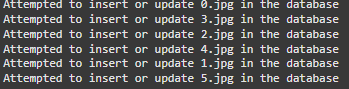 Attempted to insert or update 0.jpg in the database
Attempted to insert or update 3.jpg in the database
Attempted to insert or update 2.jpg in the database
Attempted to insert or update 4.jpg in the database
Attempted to insert or update 1.jpg in the database
Attempted to insert or update 5.jpg in the database